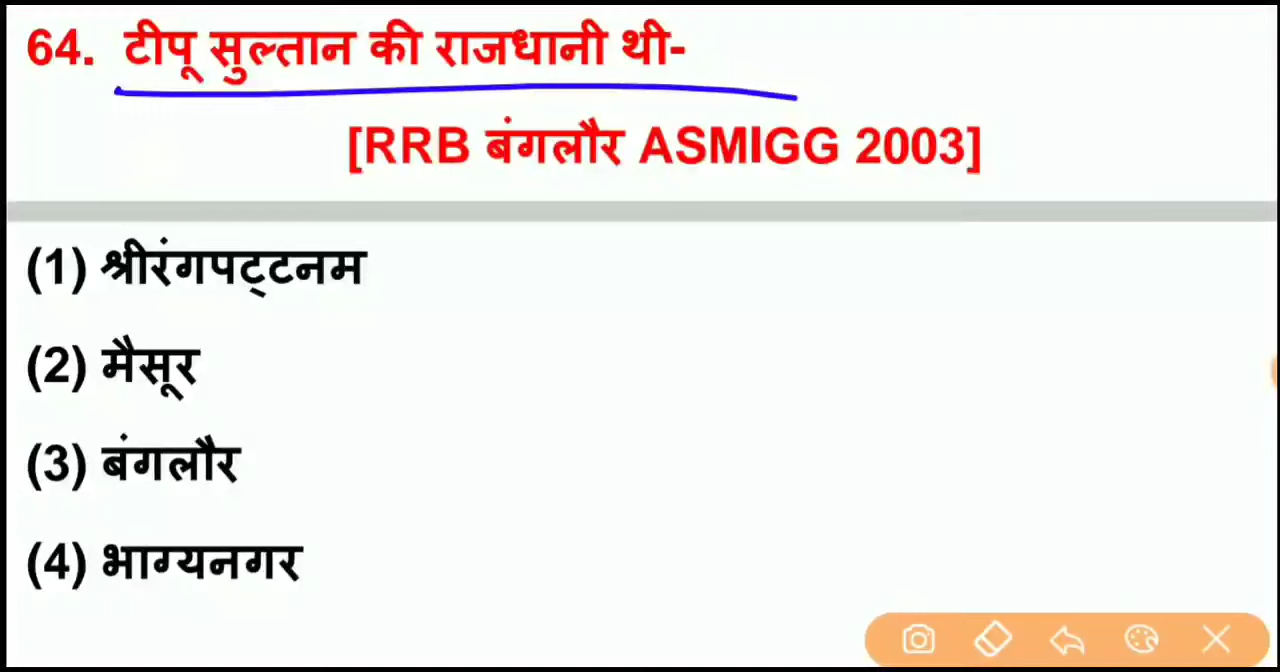 64. टीपू सुल्तान की राजधानी थी-
[RRB बंगलौर ASMIGG 2003]
(1) श्रीरंगपट्टनम
(2) मैसूर
(3) बंगलौर
(4) भाग्यनगर